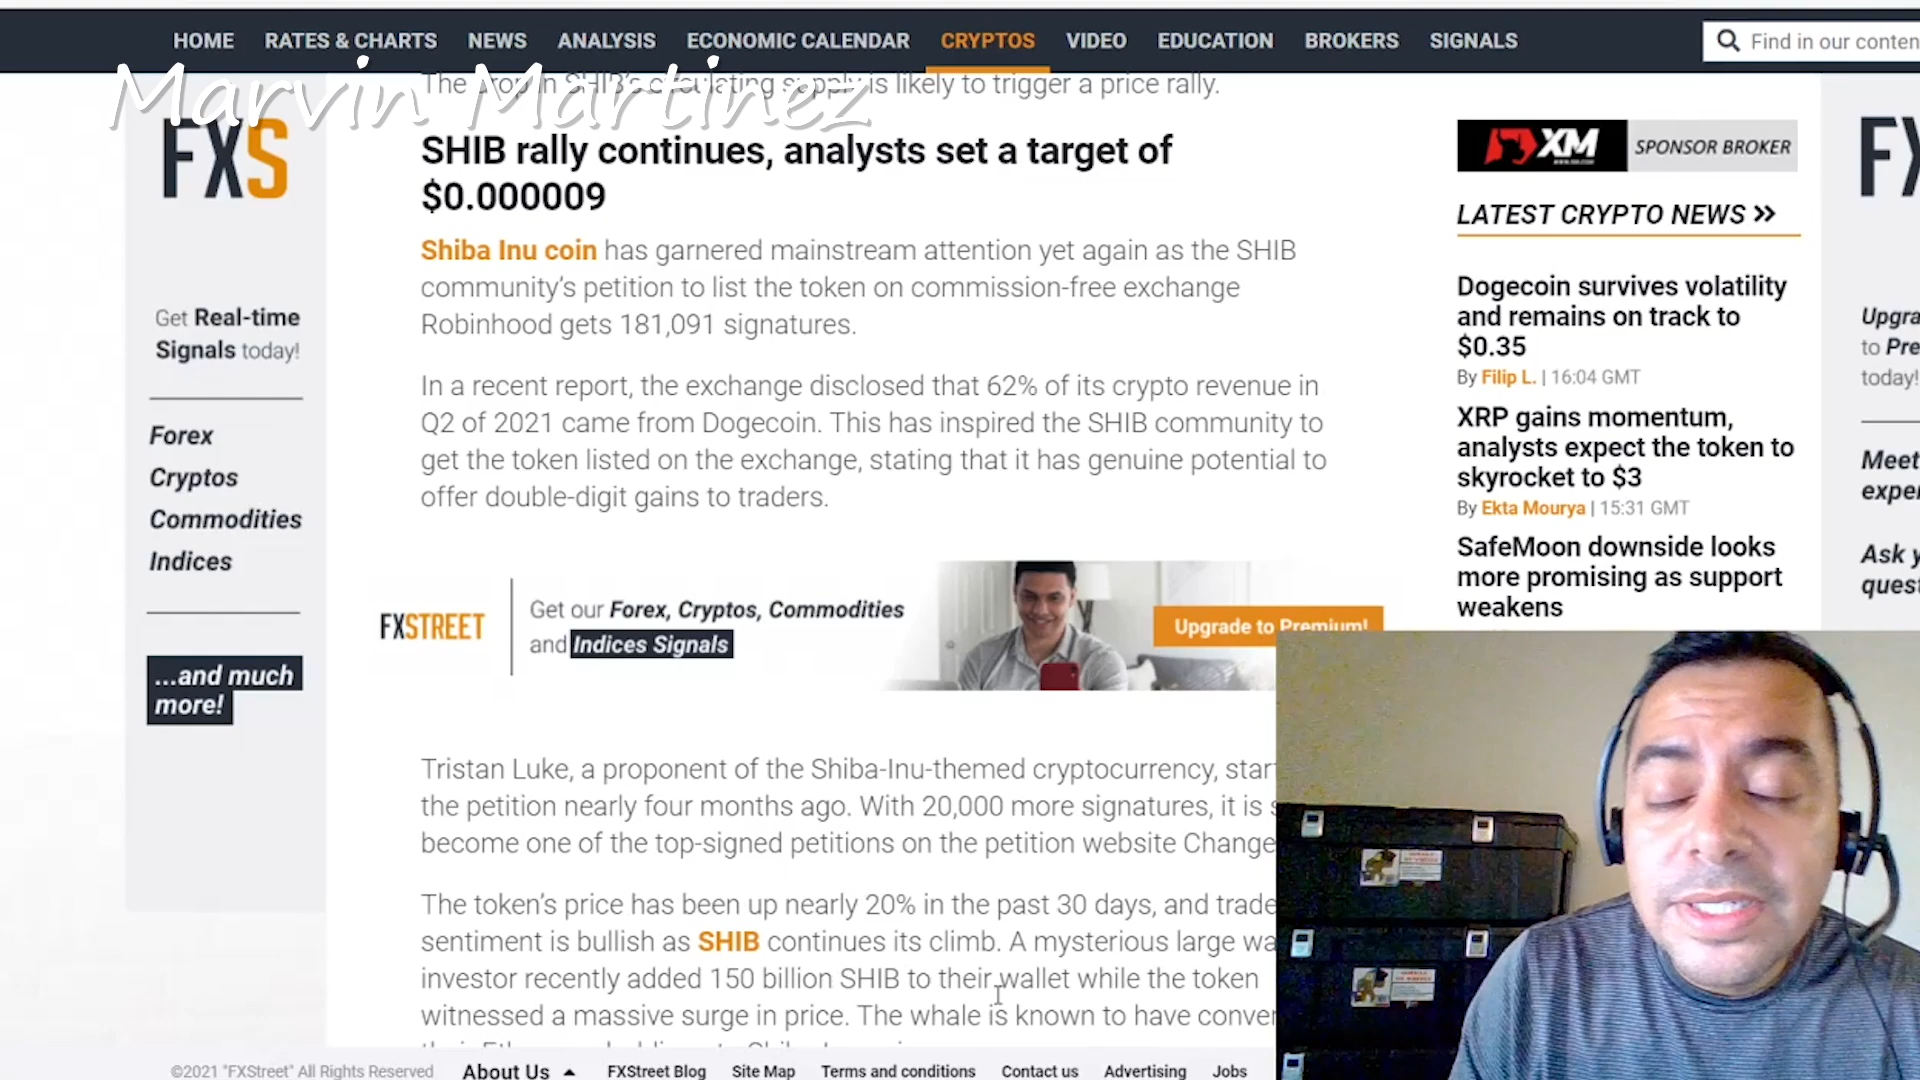 HOME RATES & CHARTS NEWS ANALYSIS ECONOMIC CALENDAR CRYPTOS VIDEO EDUCATION BROKERS SIGNALS
Find in our conten
Marvin Martinez
The drop in SHIB's circulating supply is likely to trigger a price rally.
FXS
Get Real-time
Signals today!
Forex
Cryptos
Commodities
Indices
...and much
more!
SHIB rally continues, analysts set a target of
$0.000009
Shiba Inu coin has garnered mainstream attention yet again as the SHIB
community's petition to list the token on commission-free exchange
Robinhood gets 181,091 signatures.
In a recent report, the exchange disclosed that 62% of its crypto revenue in
Q2 of 2021 came from Dogecoin. This has inspired the SHIB community to
get the token listed on the exchange, stating that it has genuine potential to
offer double-digit gains to traders.
FXSTREET
Get our Forex, Cryptos, Commodities
and Indices Signals
Upgrade to Premium!
Tristan Luke, a proponent of the Shiba-Inu-themed cryptocurrency, star
the petition nearly four months ago. With 20,000 more signatures, it is s
become one of the top-signed petitions on the petition website Change
The token's price has been up nearly 20% in the past 30 days, and trade
sentiment is bullish as SHIB continues its climb. A mysterious large wa
investor recently added 150 billion SHIB to their wallet while the token
witnessed a massive surge in price. The whale is known to have conver
XM
SPONSOR BROKER
LATEST CRYPTO NEWS >>
Dogecoin survives volatility
and remains on track to
$0.35
By Filip L. | 16:04 GMT
XRP gains momentum,
analysts expect the token to
skyrocket to $3
By Ekta Mourya | 15:31 GMT
SafeMoon downside looks
more promising as support
weakens
FX
Upgra
to Pre
today!
Meet
exper
Ask y
quest
©2021 "FXStreet" All Rights Reserved
About Us
FXStreet Blog
Site Map
Terms and conditions
Contact us
Advertising
Jobs